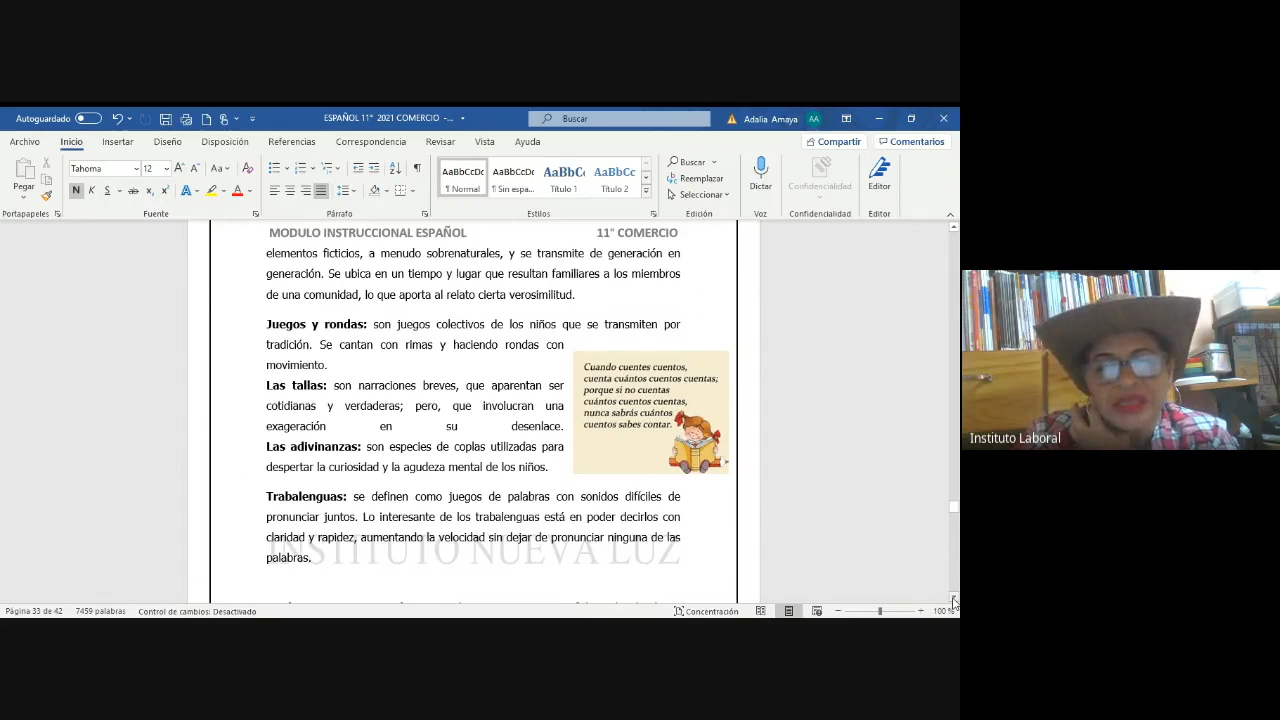 Autoguardado
ESPAÑOL 11° 2021 COMERCIO -...
Buscar
Adalia Amaya
AA
Archivo
Inicio
Insertar
Diseño
Disposición
Referencias
Correspondencia
Revisar
Vista
Ayuda
Compartir
Comentarios
Pegar
Tahoma
12
Aa
N
K
S
ab
x
x
A
A
AaBbCcDc
AaBbCcDc
AaBbC
AaBbCc
¶ Normal
¶ Sin espa...
Título 1
Título 2
Buscar
Reemplazar
Seleccionar
Dictar
Confidencialidad
Editor
Portapapeles
Fuente
Párrafo
Estilos
Edición
Voz
Confidencialidad
Editor
MODULO INSTRUCCIONAL ESPAÑOL
11° COMERCIO
elementos ficticios, a menudo sobrenaturales, y se transmite de generación en
generación. Se ubica en un tiempo y lugar que resultan familiares a los miembros
de una comunidad, lo que aporta al relato cierta verosimilitud.
Juegos y rondas: son juegos colectivos de los niños que se transmiten por
tradición. Se cantan con rimas y haciendo rondas con
movimiento.
Las tallas: son narraciones breves, que aparentan ser
cotidianas y verdaderas; pero, que involucran una
exageración en su desenlace.
Las adivinanzas: son especies de coplas utilizadas para
despertar la curiosidad y la agudeza mental de los niños.
Cuando cuentes cuentos,
cuenta cuántos cuentos cuentas;
porque si no cuentas
cuántos cuentos cuentas,
nunca sabrás cuántos
cuentos sabes contar.
Trabalenguas: se definen como juegos de palabras con sonidos difíciles de
pronunciar juntos. Lo interesante de los trabalenguas está en poder decirlos con
claridad y rapidez, aumentando la velocidad sin dejar de pronunciar ninguna de las
palabras.
INSTITUTO NUEVA LUZ
Página 33 de 42
7459 palabras
Control de cambios: Desactivado
Concentración
100 %
Instituto Laboral